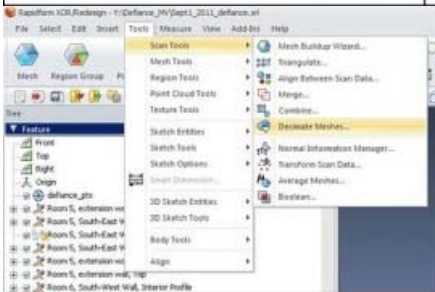 Rapidform XOR/Redesign - Y:\Defiance_MV\Sept1_2011_defiance.xrl
File Select Edit Insert Tools Measure View Add-Ins Help
Mesh Region Group
Scan Tools
Mesh Tools
Region Tools
Point Cloud Tools
Texture Tools
Sketch Entities
Sketch Tools
Sketch Options
Smart Dimension...
3D Sketch Entities
3D Sketch Tools
Body Tools
Align
Mesh Buildup Wizard...
Triangulate...
Align Between Scan Data...
Merge...
Combine...
Decimate Meshes...
Normal Information Manager...
Transform Scan Data...
Average Meshes...
Boolean...
Tree
Feature
Front
Top
Right
Origin
defiance_pts
Room 5, extension wa
Room 5, South-East W
Room 5, South-East W
Room 5, South-East W
Room 5, extension wa
Room 5, extension wall, Top
Room 6, South-West Wall, Interior Profile